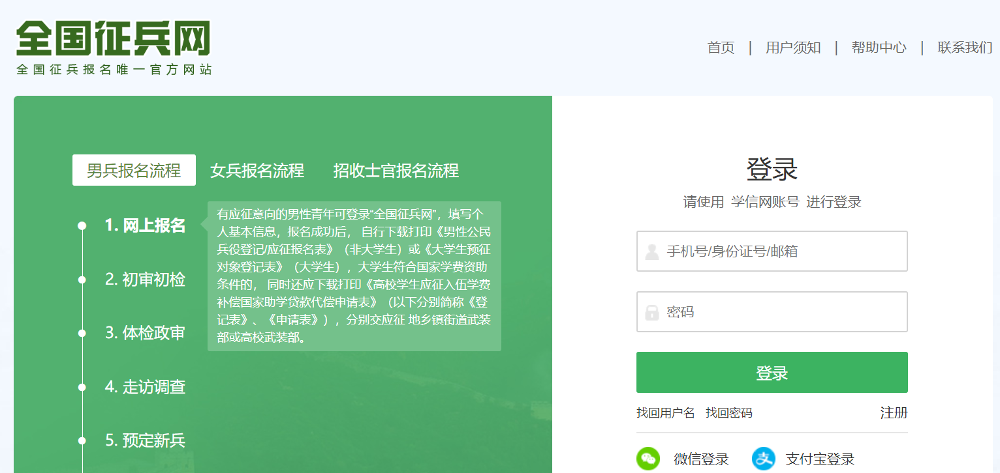 全国征兵网
全国征兵报名唯一官方网站
首页 | 用户须知 | 帮助中心 | 联系我们
男兵报名流程 女兵报名流程 招收士官报名流程
1. 网上报名
有应征意向的男性青年可登录“全国征兵网”，填写个
人基本信息，报名成功后， 自行下载打印《男性公民
兵役登记/应征报名表》（非大学生）或《大学生预征
对象登记表》（大学生），大学生符合国家学费资助
条件的， 同时还应下载打印《高校学生应征入伍学费
补偿国家助学贷款代偿申请表》（以下分别简称《登
记表》、《申请表》），分别交应征 地乡镇街道武装
部或高校武装部。
2. 初审初检
3. 体检政审
4. 走访调查
5. 预定新兵
登录
请使用 学信网账号 进行登录
手机号/身份证号/邮箱
密码
登录
找回用户名 找回密码 注册
微信登录 支付宝登录